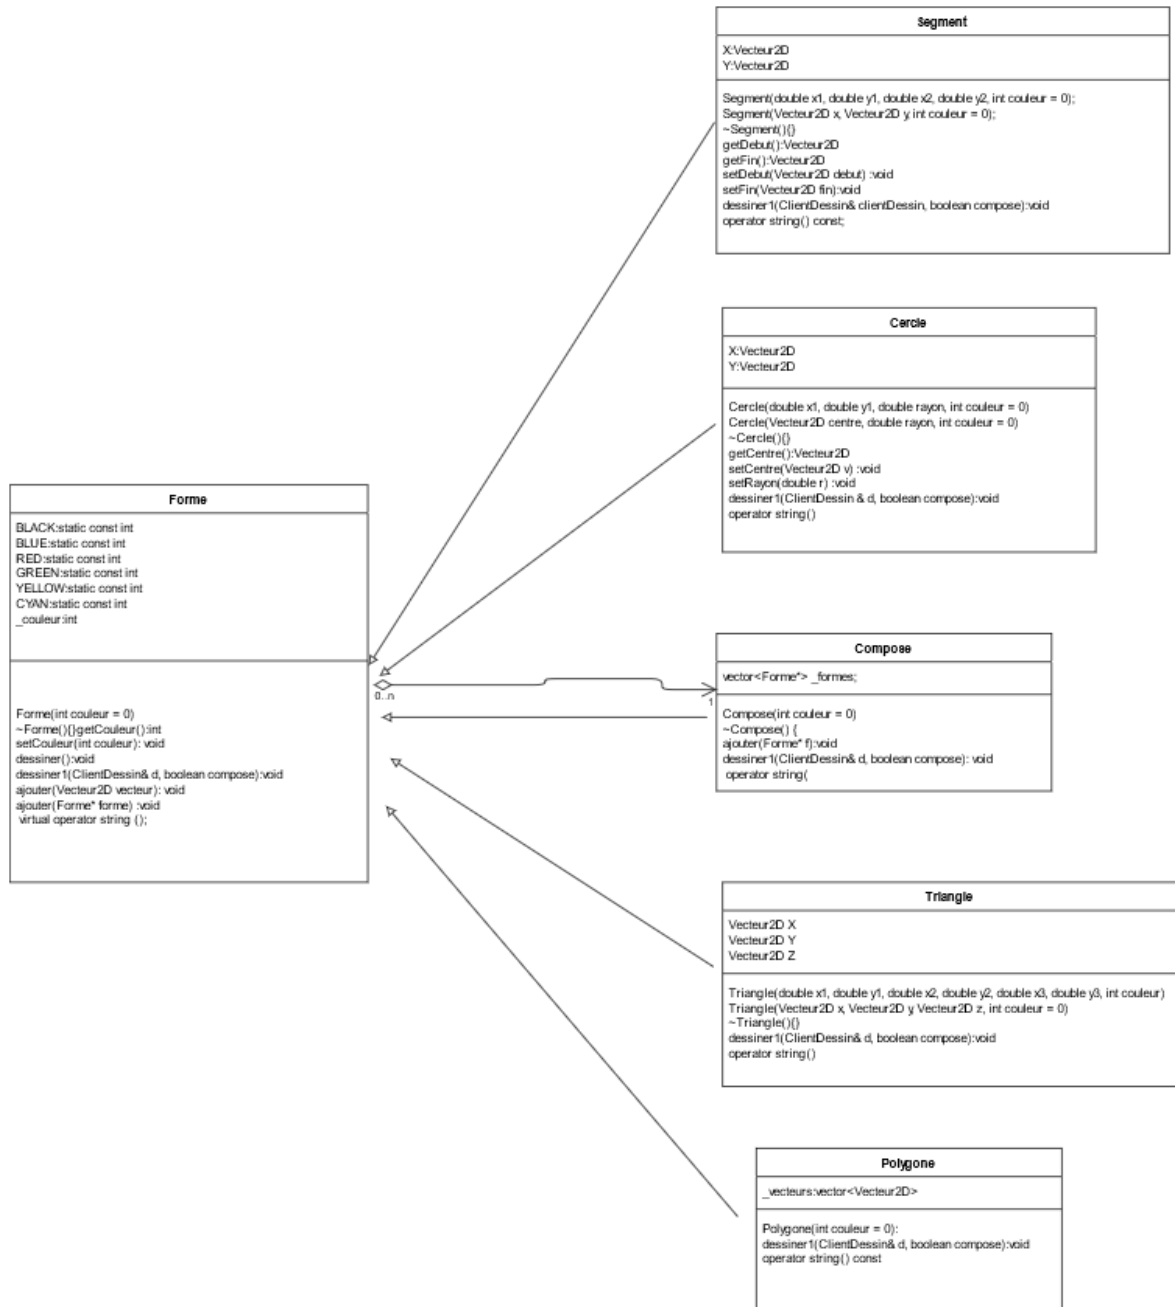 Segment
X:Vecteur2D
Y:Vecteur2D
Segment(double x1, double y1, double x2, double y2, int couleur = 0);
Segment(Vecteur2D x, Vecteur2D y, int couleur = 0);
~Segment(){}
getDebut():Vecteur2D
getFin():Vecteur2D
setDebut(Vecteur2D debut) :void
setFin(Vecteur2D fin):void
dessiner1(ClientDessin& clientDessin, boolean compose):void
operator string() const;
Cercle
X:Vecteur2D
Y:Vecteur2D
Cercle(double x1, double y1, double rayon, int couleur = 0)
Cercle(Vecteur2D centre, double rayon, int couleur = 0)
~Cercle(){}
getCentre():Vecteur2D
setCentre(Vecteur2D v) :void
setRayon(double r) :void
dessiner1(ClientDessin & d, boolean compose):void
operator string()
Forme
BLACK:static const int
BLUE:static const int
RED:static const int
GREEN:static const int
YELLOW:static const int
CYAN:static const int
_couleur:int
Forme(int couleur = 0)
~Forme(){}getCouleur():int
setCouleur(int couleur): void
dessiner():void
dessiner1(ClientDessin& d, boolean compose):void
ajouter(Vecteur2D vecteur): void
ajouter(Forme* forme) :void
virtual operator string ();
0..n
1
Compose
vector<Forme*> _formes;
Compose(int couleur = 0)
~Compose() {
ajouter(Forme* f):void
dessiner1(ClientDessin& d, boolean compose): void
operator string(
Triangle
Vecteur2D X
Vecteur2D Y
Vecteur2D Z
Triangle(double x1, double y1, double x2, double y2, double x3, double y3, int couleur)
Triangle(Vecteur2D x, Vecteur2D y, Vecteur2D z, int couleur = 0)
~Triangle(){}
dessiner1(ClientDessin& d, boolean compose):void
operator string()
Polygone
_vecteurs:vector<Vecteur2D>
Polygone(int couleur = 0):
dessiner1(ClientDessin& d, boolean compose):void
operator string() const